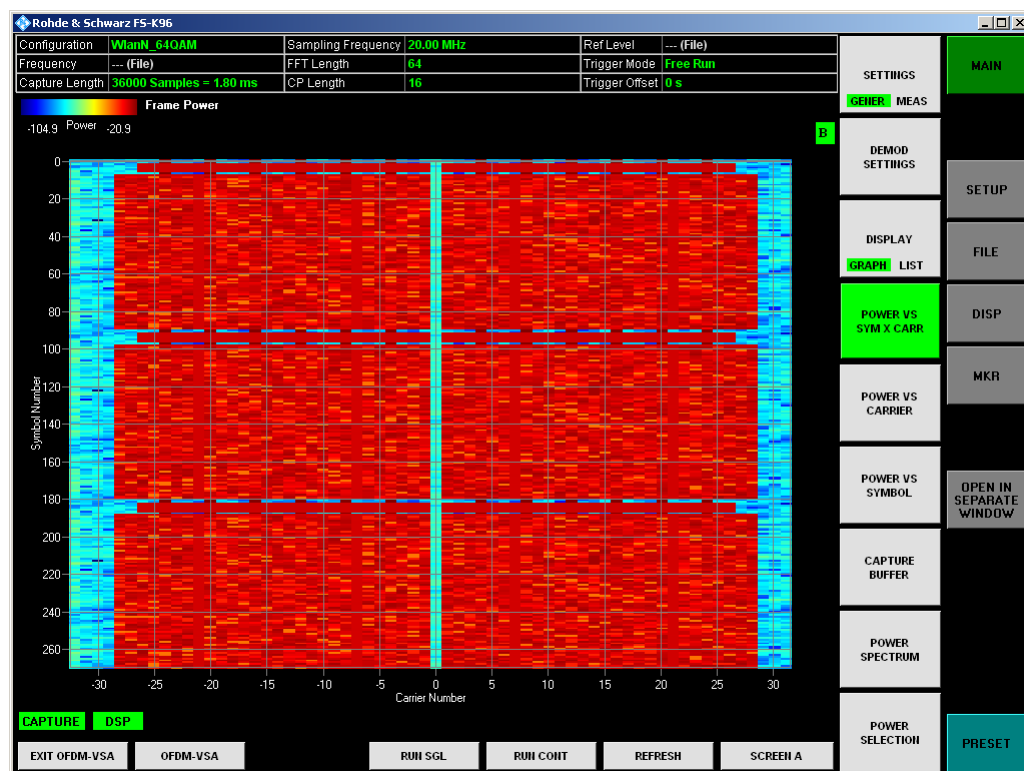 Rohde & Schwarz FS-K96
Configuration WlanN_64QAM Sampling Frequency 20.00 MHz Ref Level --- (File)
Frequency --- (File) FFT Length 64 Trigger Mode Free Run
Capture Length 36000 Samples = 1.80 ms CP Length 16 Trigger Offset 0 s
Frame Power
-104.9 Power -20.9
B
0
20
40
60
80
100
120
140
160
180
200
220
240
260
Symbol Number
-30 -25 -20 -15 -10 -5 0 5 10 15 20 25 30
Carrier Number
CAPTURE DSP
EXIT OFDM-VSA OFDM-VSA RUN SGL RUN CONT REFRESH SCREEN A
SETTINGS
GENER MEAS
DEMOD
SETTINGS
DISPLAY
GRAPH LIST
POWER VS
SYM X CARR
POWER VS
CARRIER
POWER VS
SYMBOL
CAPTURE
BUFFER
POWER
SPECTRUM
POWER
SELECTION
MAIN
SETUP
FILE
DISP
MKR
OPEN IN
SEPARATE
WINDOW
PRESET